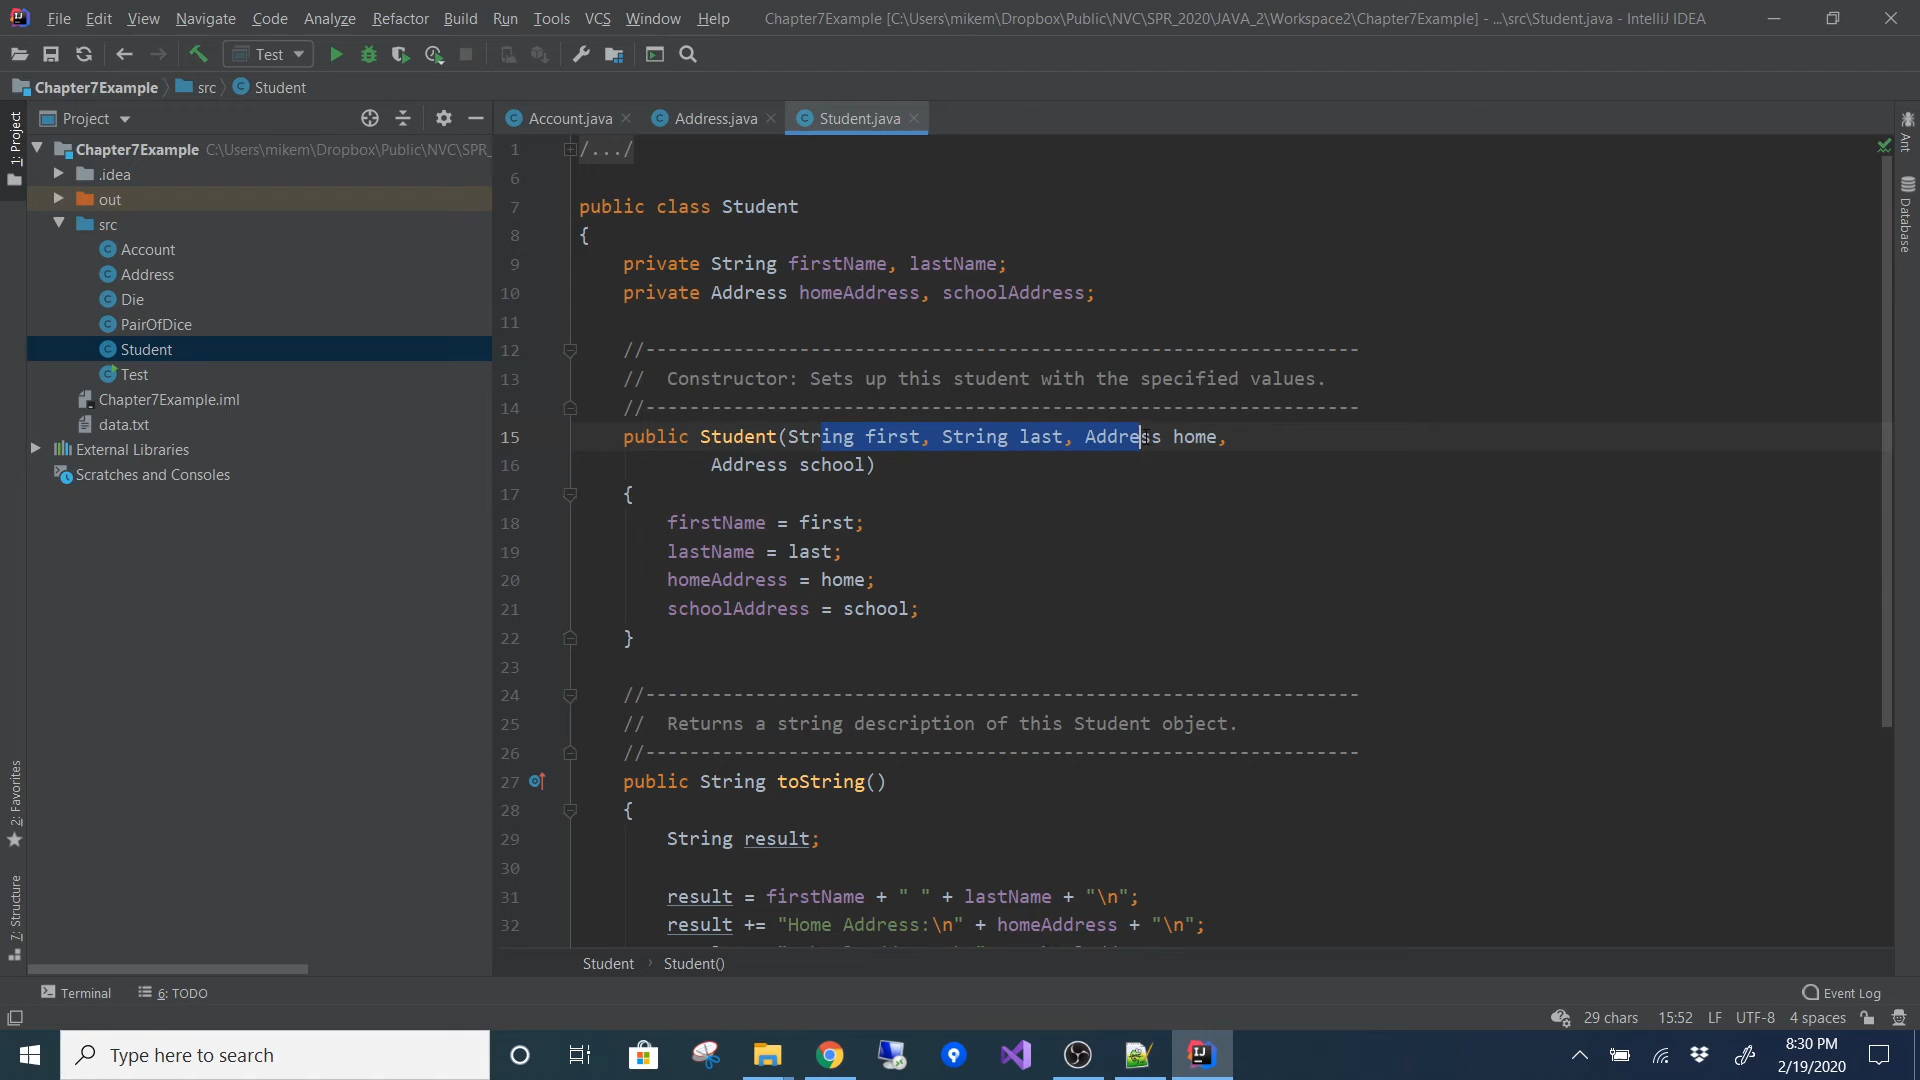 File Edit View Navigate Code Analyze Refactor Build Run Tools VCS Window Help Chapter7Example [C:\Users\mikem\Dropbox\Public\NVC\SPR_2020\JAVA_2\Workspace2\Chapter7Example] - ...\src\Student.java - IntelliJ IDEA
Test
Chapter7Example src Student
Project
Account.java Address.java Student.java
1: Project
Chapter7Example C:\Users\mikem\Dropbox\Public\NVC\SPR_
.idea
out
src
Account
Address
Die
PairOfDice
Student
Test
Chapter7Example.iml
data.txt
External Libraries
Scratches and Consoles
2: Favorites
7: Structure
1 /.../
6
7 public class Student
8 {
9 private String firstName, lastName;
10 private Address homeAddress, schoolAddress;
11
12 //-----------------------------------------------------------------
13 // Constructor: Sets up this student with the specified values.
14 //-----------------------------------------------------------------
15 public Student(String first, String last, Address home,
16 Address school)
17 {
18 firstName = first;
19 lastName = last;
20 homeAddress = home;
21 schoolAddress = school;
22 }
23
24 //-----------------------------------------------------------------
25 // Returns a string description of this Student object.
26 //-----------------------------------------------------------------
27 public String toString()
28 {
29 String result;
30
31 result = firstName + " " + lastName + "\n";
32 result += "Home Address:\n" + homeAddress + "\n";
Student Student()
Ant
Database
Terminal 6: TODO Event Log
29 chars 15:52 LF UTF-8 4 spaces
Type here to search
8:30 PM
2/19/2020